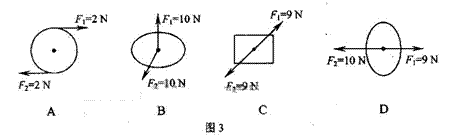 F₁=2 N
F₂=2 N
A
F₁=10 N
F₂=10 N
B
F₁=9 N
F₂=9 N
C
F₂=10 N
F₁=9 N
D
图 3